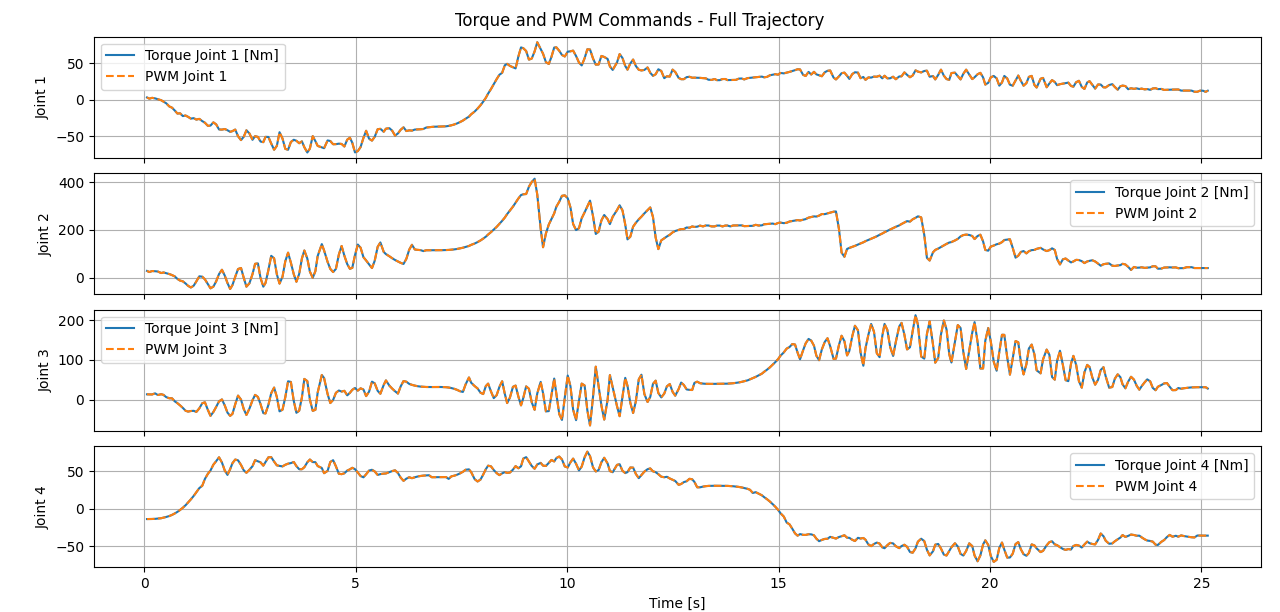 Torque and PWM Commands - Full Trajectory
Joint 1
50
0
−50
Torque Joint 1 [Nm]
PWM Joint 1
Joint 2
400
200
0
Torque Joint 2 [Nm]
PWM Joint 2
Joint 3
200
100
0
Torque Joint 3 [Nm]
PWM Joint 3
Joint 4
50
0
−50
Torque Joint 4 [Nm]
PWM Joint 4
0 5 10 15 20 25
Time [s]